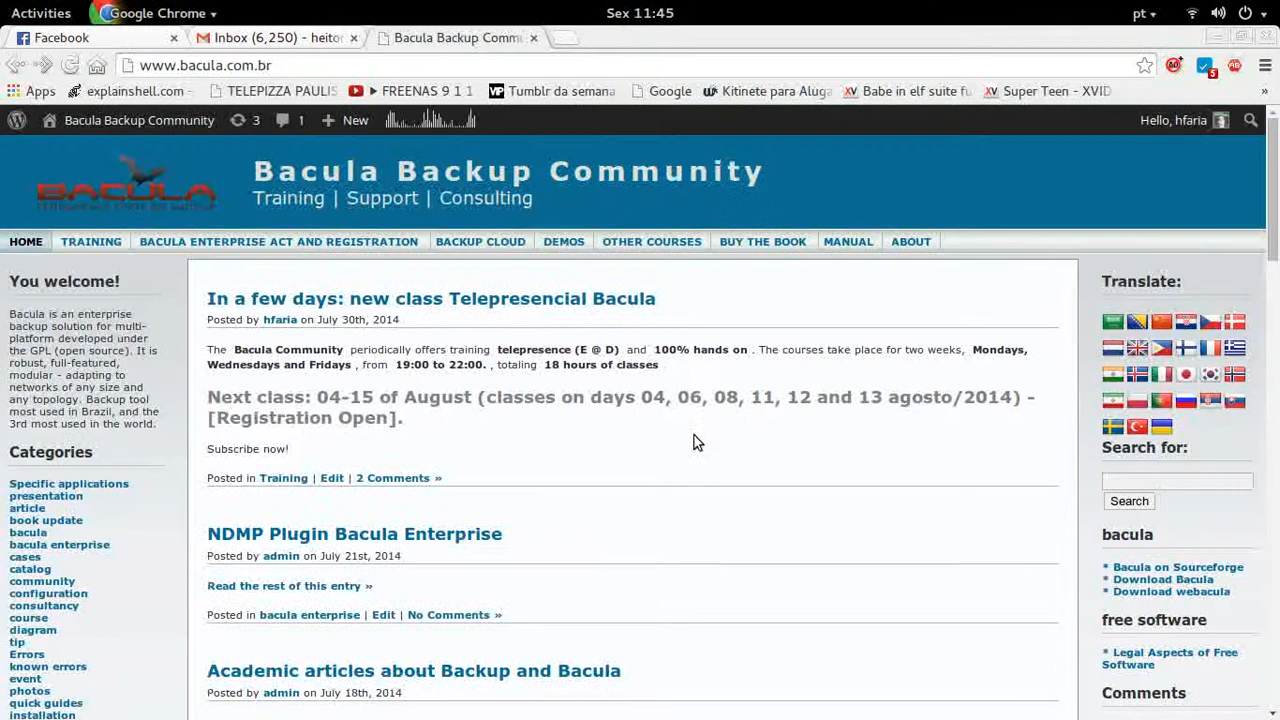 Activities
Google Chrome
Sex 11:45
pt
Facebook
Inbox (6,250) - heitor
Bacula Backup Comm
www.bacula.com.br
5
Apps
explainshell.com -
TELEPIZZA PAULIS
FREENAS 9 1 1
Tumblr da semana
Google
Kitinete para Aluga
Babe in elf suite fu
Super Teen - XVID
Bacula Backup Community
3
1
New
Hello, hfaria
BACULA
Bacula Backup Community
Training | Support | Consulting
HOME
TRAINING
BACULA ENTERPRISE ACT AND REGISTRATION
BACKUP CLOUD
DEMOS
OTHER COURSES
BUY THE BOOK
MANUAL
ABOUT
You welcome!
Bacula is an enterprise
backup solution for multi-
platform developed under
the GPL (open source). It is
robust, full-featured,
modular - adapting to
networks of any size and
any topology. Backup tool
most used in Brazil, and the
3rd most used in the world.
Categories
Specific applications
presentation
article
book update
bacula
bacula enterprise
cases
catalog
community
configuration
consultancy
course
diagram
tip
Errors
known errors
event
photos
quick guides
installation
In a few days: new class Telepresencial Bacula
Posted by hfaria on July 30th, 2014
The Bacula Community periodically offers training telepresence (E @ D) and 100% hands on . The courses take place for two weeks, Mondays,
Wednesdays and Fridays , from 19:00 to 22:00. , totaling 18 hours of classes
Next class: 04-15 of August (classes on days 04, 06, 08, 11, 12 and 13 agosto/2014) -
[Registration Open].
Subscribe now!
Posted in Training | Edit | 2 Comments »
NDMP Plugin Bacula Enterprise
Posted by admin on July 21st, 2014
Read the rest of this entry »
Posted in bacula enterprise | Edit | No Comments »
Academic articles about Backup and Bacula
Posted by admin on July 18th, 2014
Translate:
Search for:
Search
bacula
* Bacula on Sourceforge
* Download Bacula
* Download webacula
free software
* Legal Aspects of Free
Software
Comments